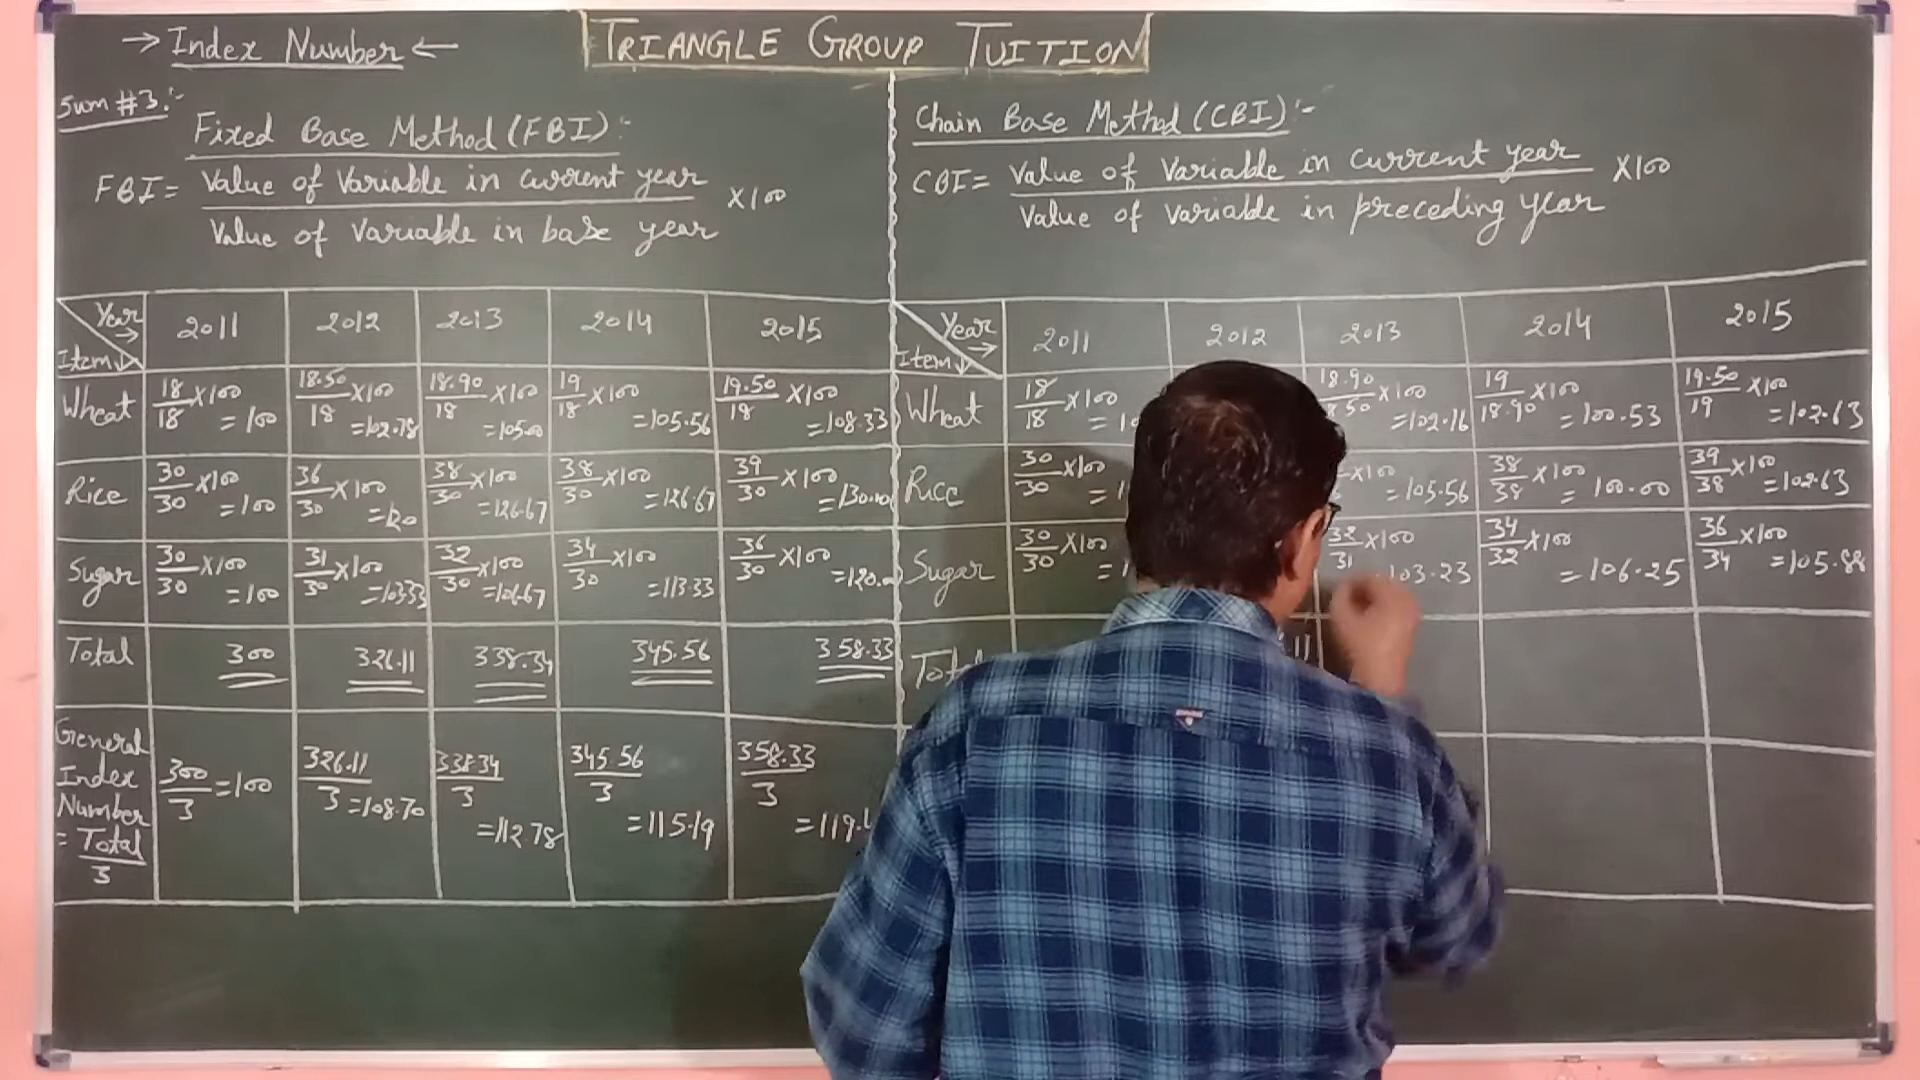 → Index Number ←
TRIANGLE GROUP TUITION
Sum #3:-
Fixed Base Method (FBI):-
FBI = Value of Variable in current year / Value of Variable in base year × 100
Year → 2011 2012 2013 2014 2015
Item ↓
Wheat 18/18 ×100 = 100 18.50/18 ×100 = 102.78 18.90/18 ×100 = 105.00 19/18 ×100 = 105.56 19.50/18 ×100 = 108.33
Rice 30/30 ×100 = 100 36/30 ×100 = 120 38/30 ×100 = 126.67 38/30 ×100 = 126.67 39/30 ×100 = 130.00
Sugar 30/30 ×100 = 100 31/30 ×100 = 103.33 32/30 ×100 = 106.67 34/30 ×100 = 113.33 36/30 ×100 = 120.00
Total 300 326.11 338.34 345.56 358.33
General Index Number = Total/3 300/3 = 100 326.11/3 = 108.70 338.34/3 = 112.78 345.56/3 = 115.19 358.33/3 = 119.
Chain Base Method (CBI):-
CBI = Value of Variable in current year / Value of Variable in preceding year × 100
Year → 2011 2012 2013 2014 2015
Item ↓
Wheat 18/18 ×100 18.90/ ×100 = 102.16 19/18.90 ×100 = 100.53 19.50/19 ×100 = 102.63
Rice 30/30 ×100 ×100 = 105.56 38/38 ×100 = 100.00 39/38 ×100 = 102.63
Sugar 30/30 ×100 32/31 ×100 103.23 34/32 ×100 = 106.25 36/34 ×100 = 105.88